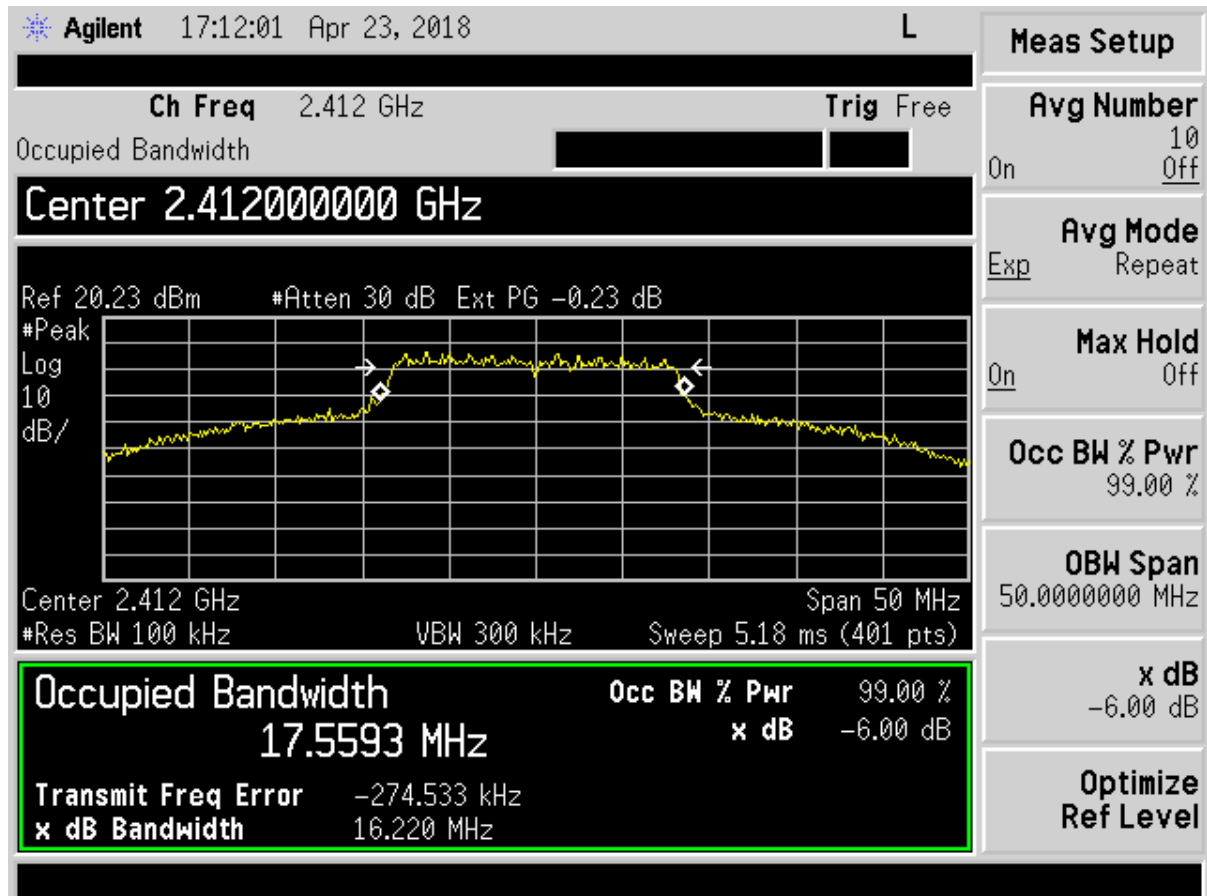 Agilent 17:12:01 Apr 23, 2018 L
Ch Freq 2.412 GHz Trig Free
Occupied Bandwidth
Center 2.412000000 GHz
Ref 20.23 dBm #Atten 30 dB Ext PG -0.23 dB
#Peak
Log
10
dB/
Center 2.412 GHz Span 50 MHz
#Res BW 100 kHz VBW 300 kHz Sweep 5.18 ms (401 pts)
Occupied Bandwidth Occ BW % Pwr 99.00 %
17.5593 MHz x dB -6.00 dB
Transmit Freq Error -274.533 kHz
x dB Bandwidth 16.220 MHz
Meas Setup
Avg Number
10
On Off
Avg Mode
Exp Repeat
Max Hold
On Off
Occ BW % Pwr
99.00 %
OBW Span
50.0000000 MHz
x dB
-6.00 dB
Optimize
Ref Level